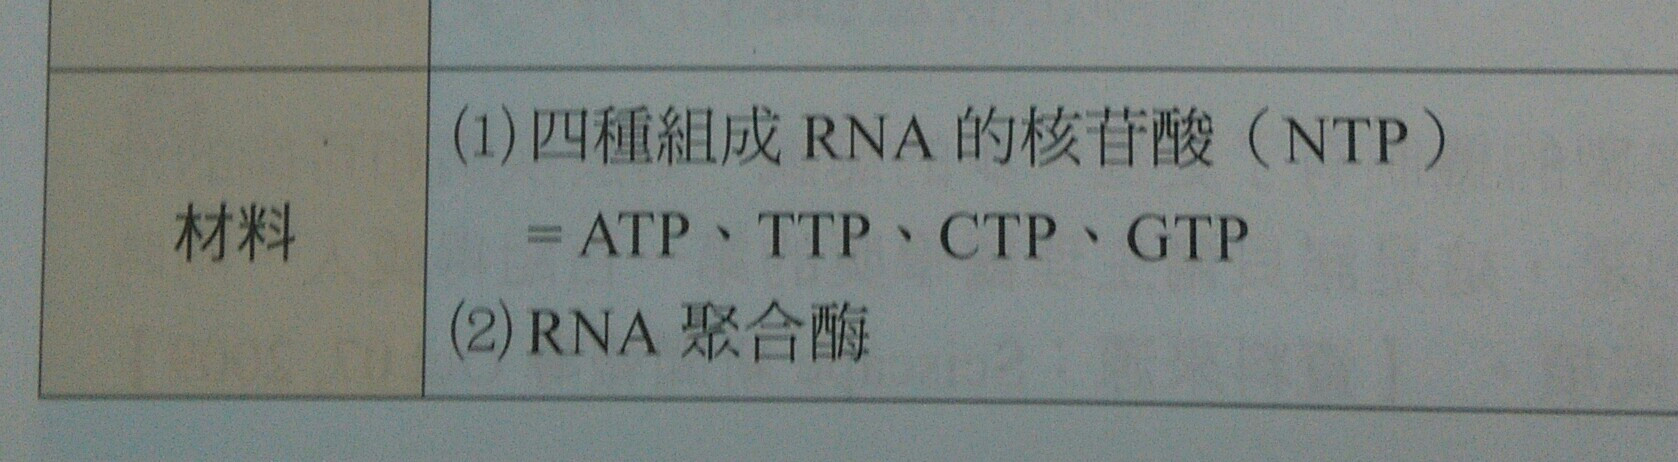 材料
(1)四種組成 RNA 的核苷酸（NTP）
=ATP、TTP、CTP、GTP
(2)RNA 聚合酶